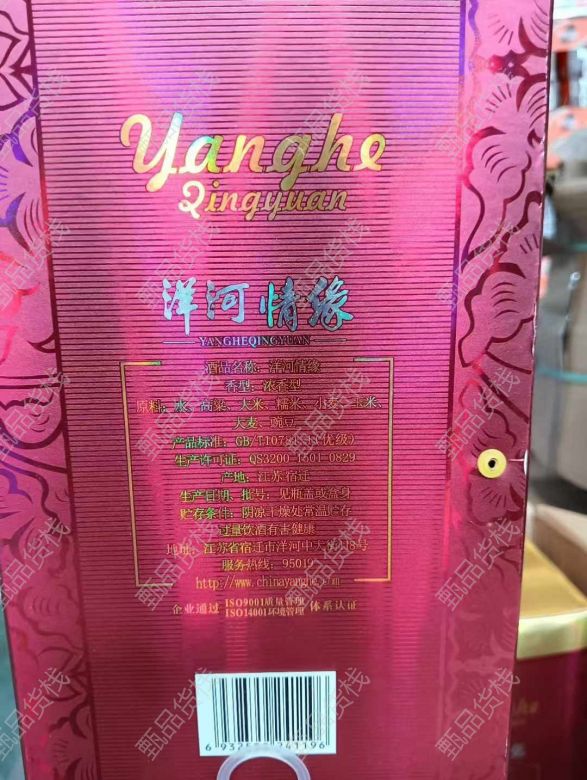 Yanghe
Qingyuan
洋河情缘
YANGHEQINGYUAN
酒品名称：洋河情缘
香型：浓香型
原料：水、高粱、大米、糯米、小麦、玉米、
大麦、豌豆
产品标准：GB/T10781.1(优级)
生产许可证：QS3200 1501 0829
产地：江苏宿迁
生产日期、批号：见瓶盖或盒身
贮存条件：阴凉干燥处常温贮存
过量饮酒有害健康
地址：江苏省宿迁市洋河中大街118号
服务热线：95019
http://www.chinayanghe.com
企业通过 ISO9001质量管理 体系认证
ISO14001环境管理
6 932 241196
甄品货栈
Yanghe